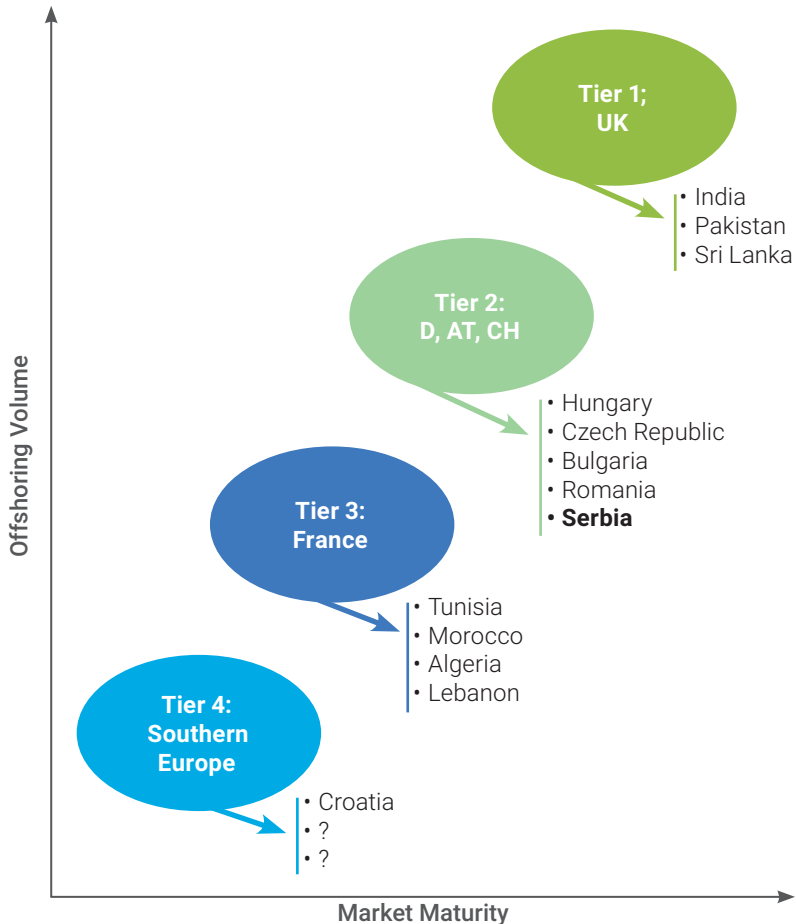 Tier 1;
UK
• India
• Pakistan
• Sri Lanka
Tier 2:
D, AT, CH
• Hungary
• Czech Republic
• Bulgaria
• Romania
• Serbia
Tier 3:
France
• Tunisia
• Morocco
• Algeria
• Lebanon
Tier 4:
Southern
Europe
• Croatia
• ?
• ?
Offshoring Volume
Market Maturity